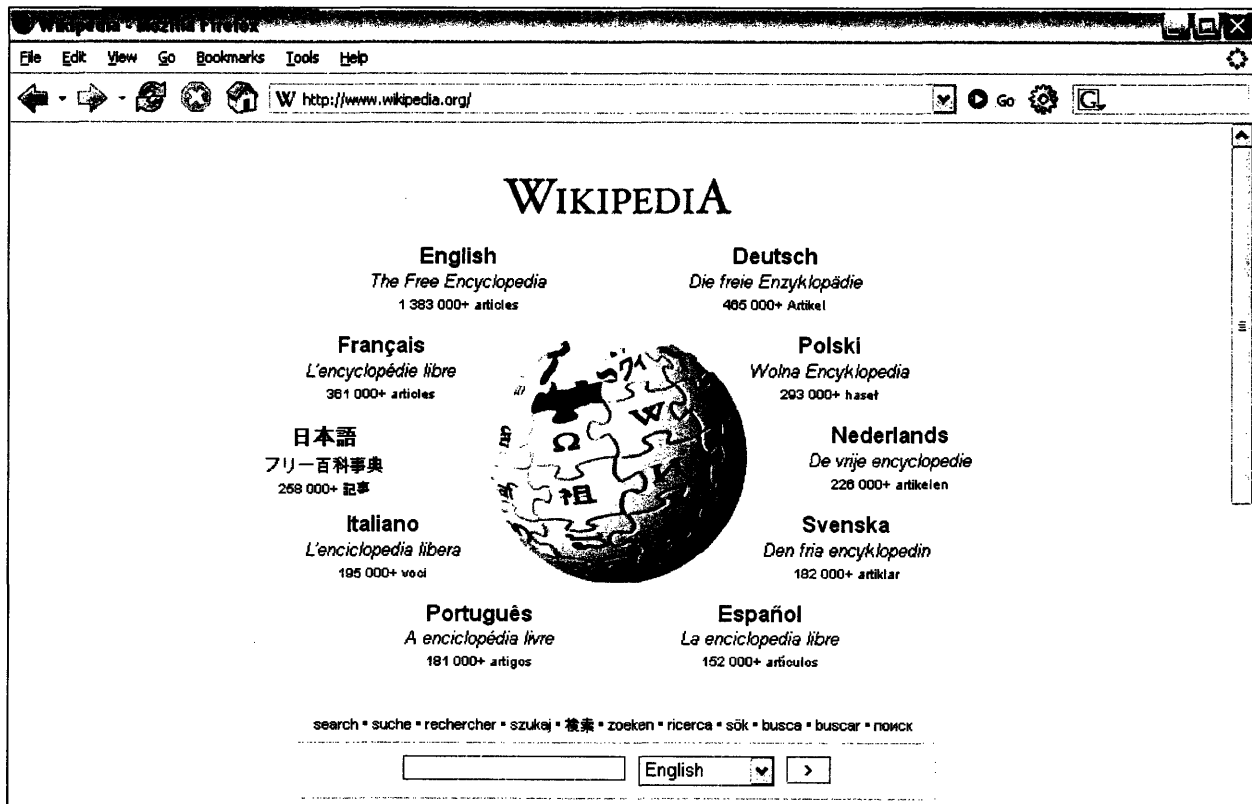 Wikipedia - Mozilla Firefox
File Edit View Go Bookmarks Tools Help
W http://www.wikipedia.org/ Go G
WIKIPEDIA
English
The Free Encyclopedia
1 383 000+ articles
Deutsch
Die freie Enzyklopädie
465 000+ Artikel
Français
L'encyclopédie libre
361 000+ articles
Polski
Wolna Encyklopedia
293 000+ haseł
日本語
フリー百科事典
258 000+ 記事
Nederlands
De vrije encyclopedie
226 000+ artikelen
Italiano
L'enciclopedia libera
195 000+ voci
Svenska
Den fria encyklopedin
182 000+ artiklar
Português
A enciclopédia livre
181 000+ artigos
Español
La enciclopedia libre
152 000+ artículos
Ω W
祖 И
search • suche • rechercher • szukaj • 検索 • zoeken • ricerca • sök • busca • buscar • поиск
English >